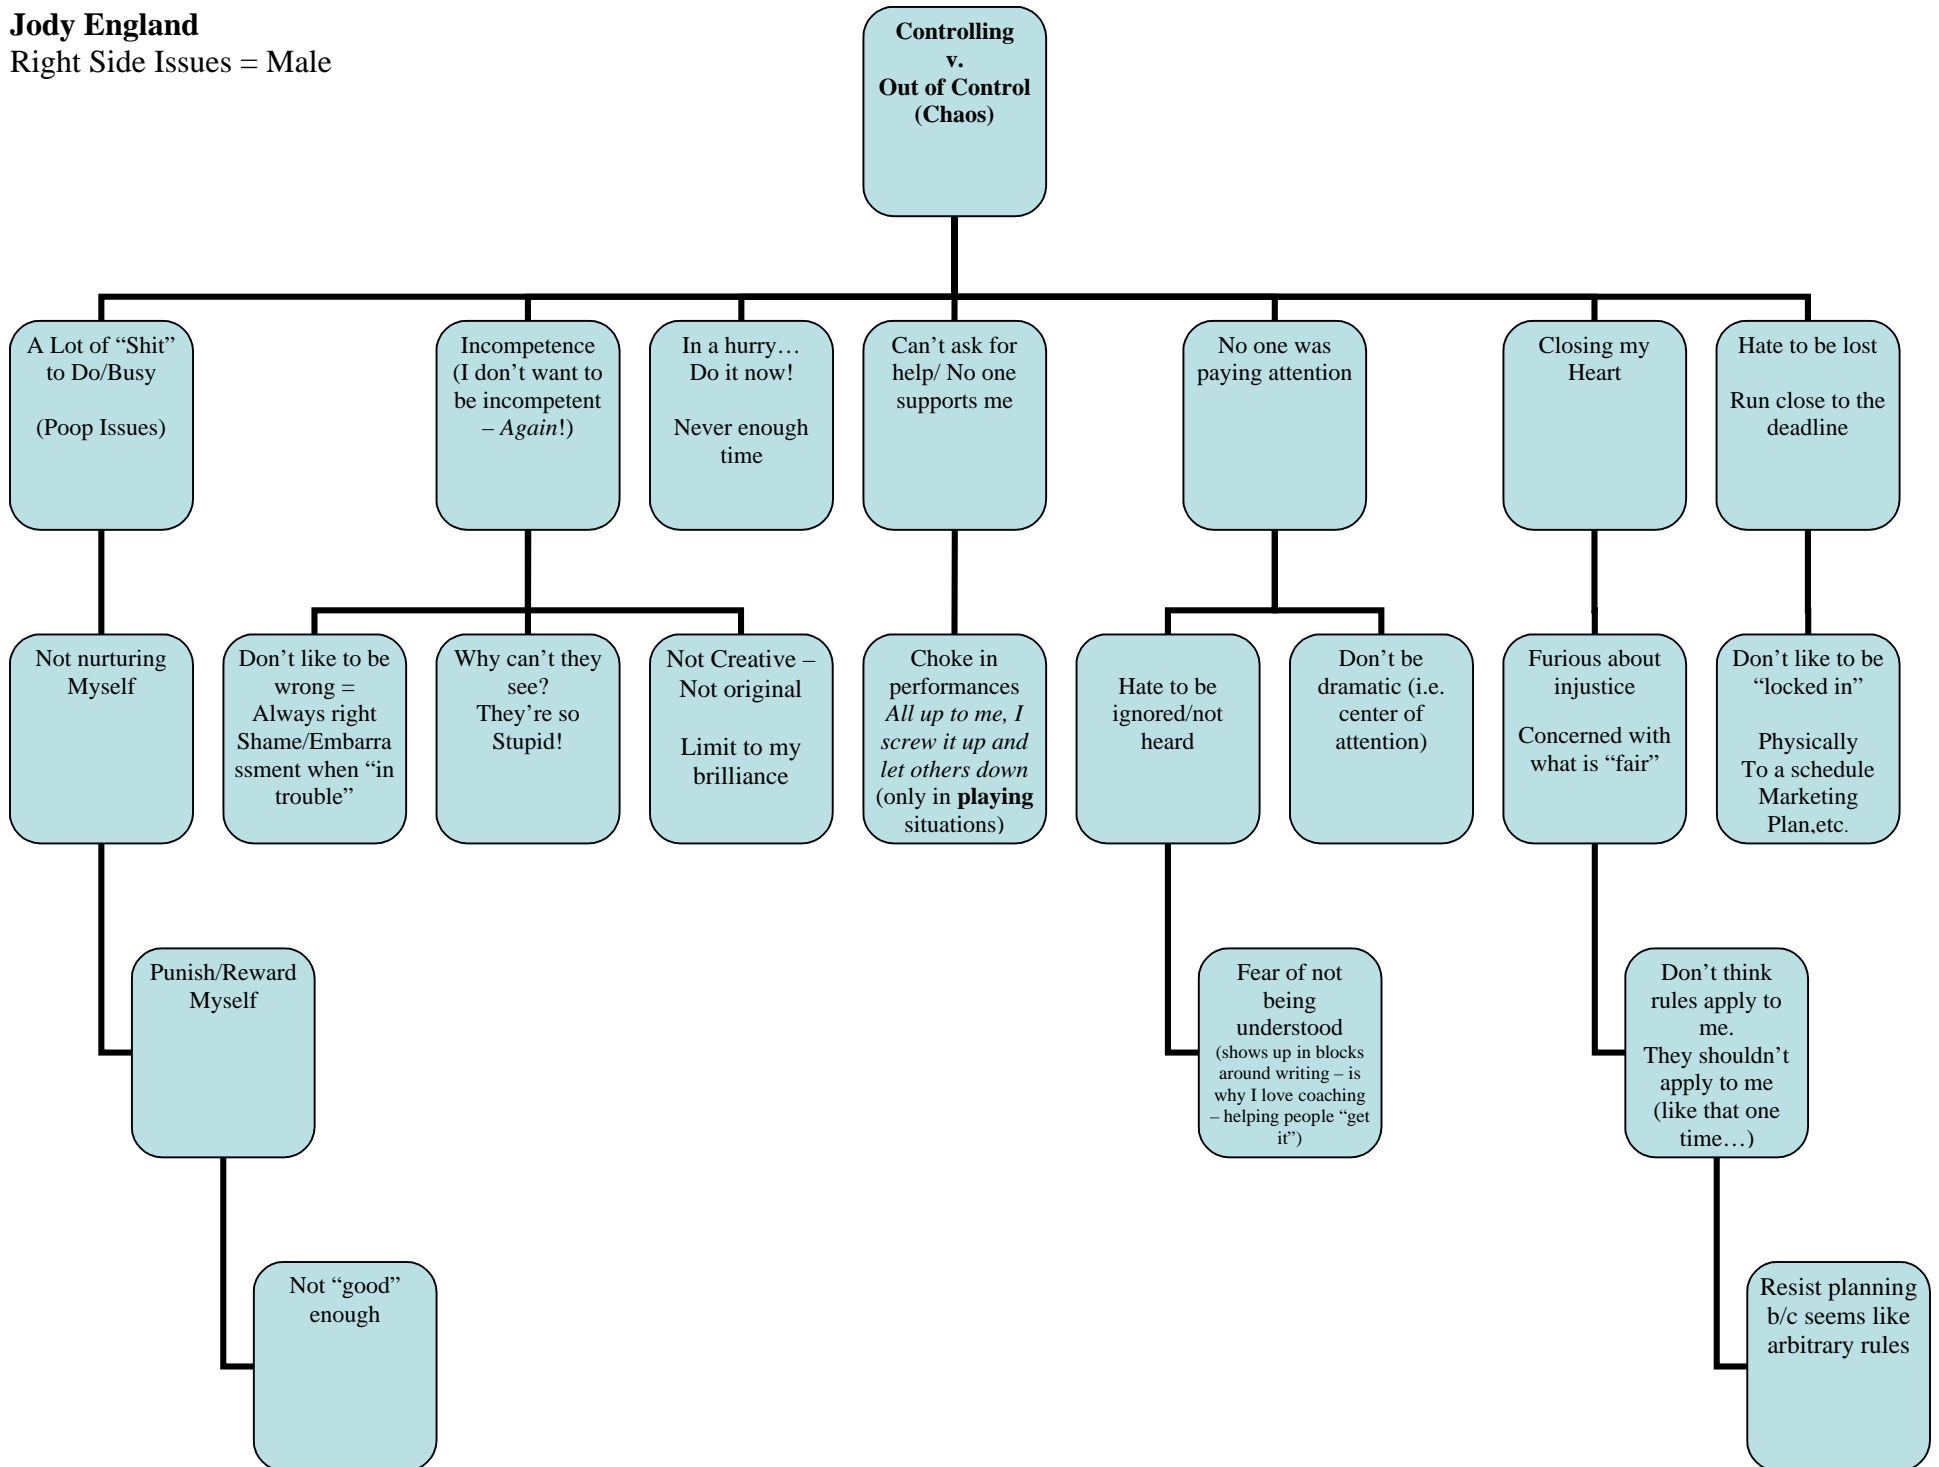 Jody England
Right Side Issues = Male
Controlling
v.
Out of Control
(Chaos)
A Lot of “Shit”
to Do/Busy
(Poop Issues)
Incompetence
(I don’t want to
be incompetent
– Again!)
In a hurry…
Do it now!
Never enough
time
Can’t ask for
help/ No one
supports me
No one was
paying attention
Closing my
Heart
Hate to be lost
Run close to the
deadline
Not nurturing
Myself
Don’t like to be
wrong =
Always right
Shame/Embarra
ssment when “in
trouble”
Why can’t they
see?
They’re so
Stupid!
Not Creative –
Not original
Limit to my
brilliance
Choke in
performances
All up to me, I
screw it up and
let others down
(only in playing
situations)
Hate to be
ignored/not
heard
Don’t be
dramatic (i.e.
center of
attention)
Furious about
injustice
Concerned with
what is “fair”
Don’t like to be
“locked in”
Physically
To a schedule
Marketing
Plan,etc.
Punish/Reward
Myself
Fear of not
being
understood
(shows up in blocks
around writing – is
why I love coaching
– helping people “get
it”)
Don’t think
rules apply to
me.
They shouldn’t
apply to me
(like that one
time…)
Not “good”
enough
Resist planning
b/c seems like
arbitrary rules